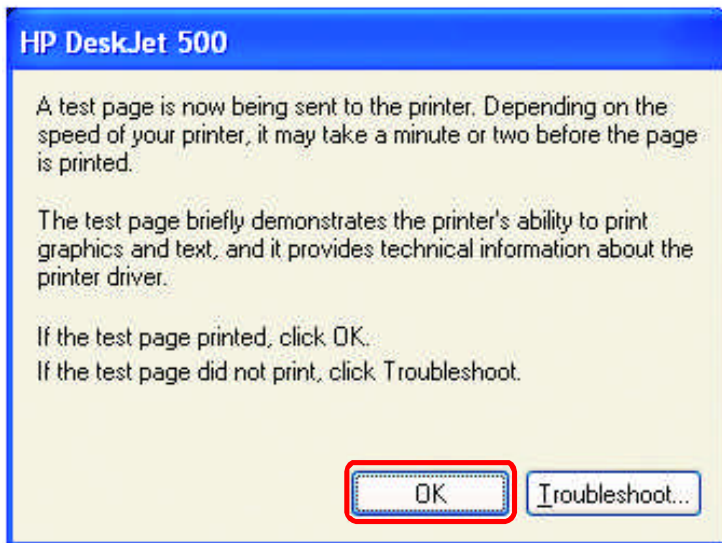 HP DeskJet 500
A test page is now being sent to the printer. Depending on the
speed of your printer, it may take a minute or two before the page
is printed.
The test page briefly demonstrates the printer's ability to print
graphics and text, and it provides technical information about the
printer driver.
If the test page printed, click OK.
If the test page did not print, click Troubleshoot.
OK
Troubleshoot...